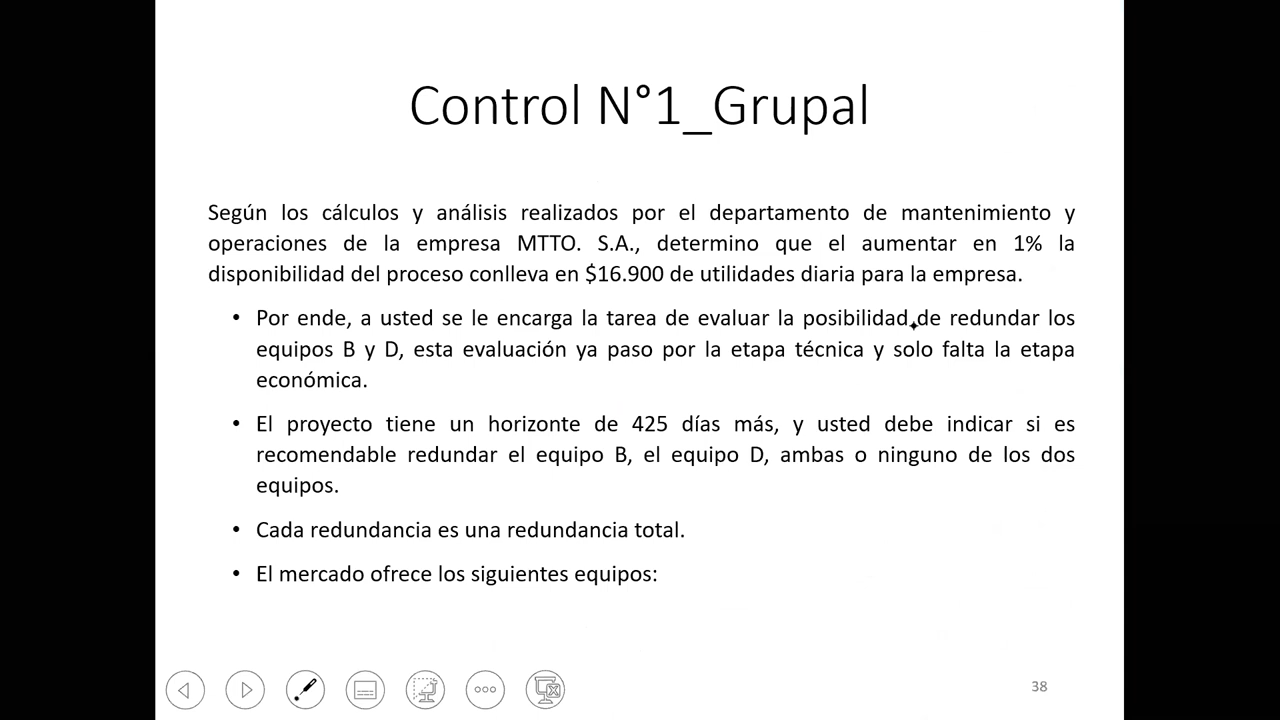 Control N°1_Grupal
Según los cálculos y análisis realizados por el departamento de mantenimiento y
operaciones de la empresa MTTO. S.A., determino que el aumentar en 1% la
disponibilidad del proceso conlleva en $16.900 de utilidades diaria para la empresa.
• Por ende, a usted se le encarga la tarea de evaluar la posibilidad de redundar los
equipos B y D, esta evaluación ya paso por la etapa técnica y solo falta la etapa
económica.
• El proyecto tiene un horizonte de 425 días más, y usted debe indicar si es
recomendable redundar el equipo B, el equipo D, ambas o ninguno de los dos
equipos.
• Cada redundancia es una redundancia total.
• El mercado ofrece los siguientes equipos:
38